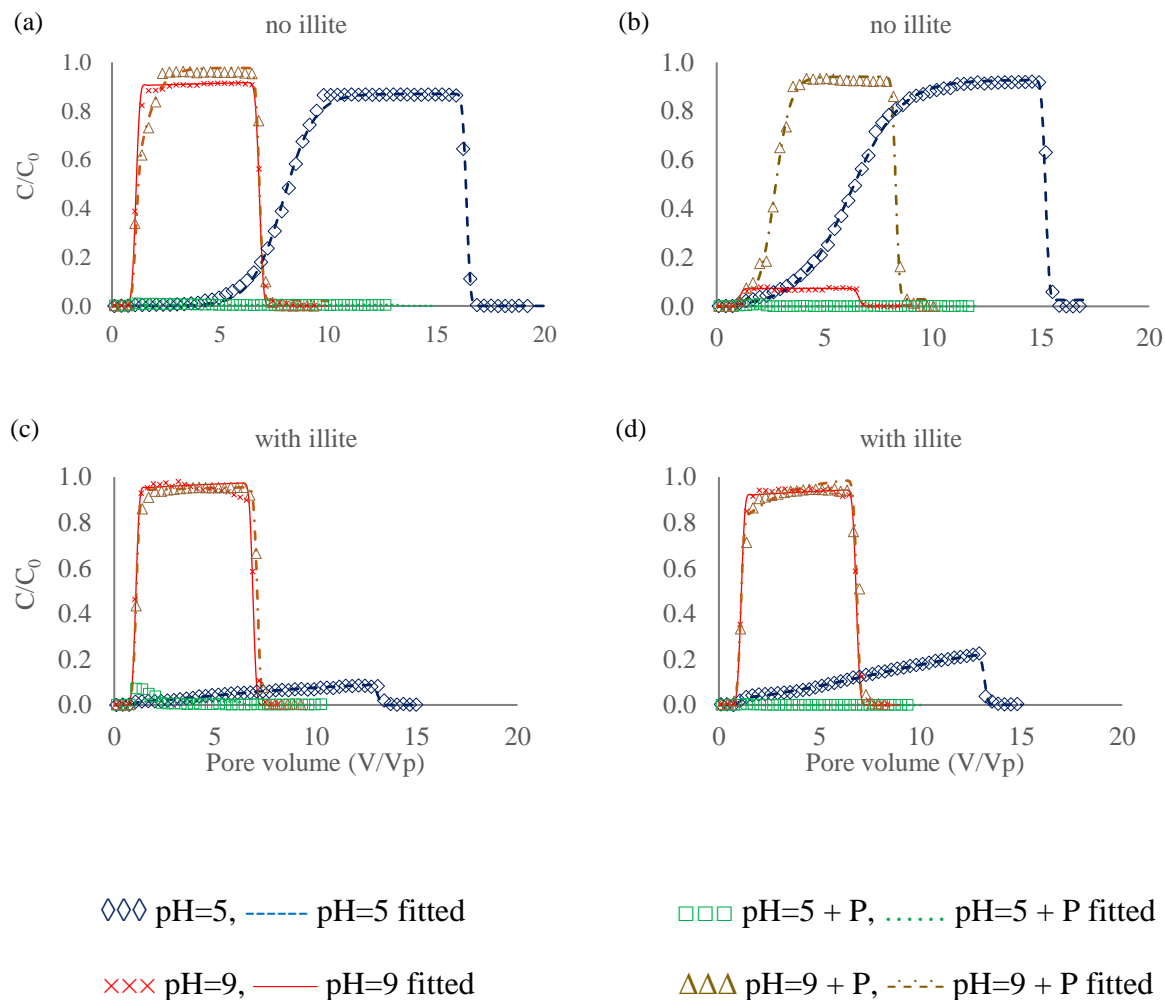 (a)
no illite
1.0
0.8
0.6
0.4
0.2
0.0
C/C0
0 5 10 15 20
(b)
no illite
1.0
0.8
0.6
0.4
0.2
0.0
0 5 10 15 20
(c)
with illite
1.0
0.8
0.6
0.4
0.2
0.0
C/C0
0 5 10 15 20
Pore volume (V/Vp)
(d)
with illite
1.0
0.8
0.6
0.4
0.2
0.0
0 5 10 15 20
Pore volume (V/Vp)
pH=5, pH=5 fitted
pH=5 + P, pH=5 + P fitted
pH=9, pH=9 fitted
pH=9 + P, pH=9 + P fitted